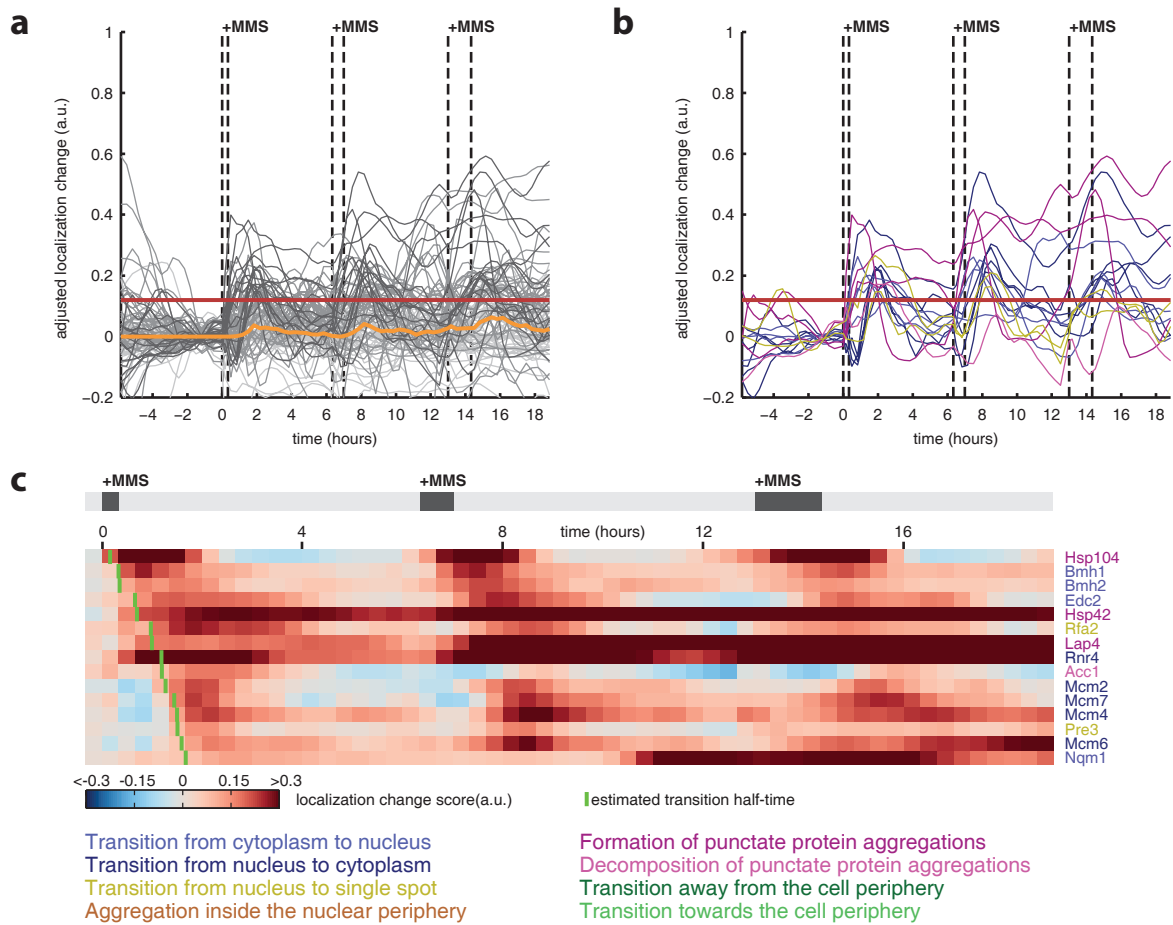 a
+MMS +MMS +MMS
1
0.8
0.6
0.4
0.2
0
−0.2
adjusted localization change (a.u.)
−4 −2 0 2 4 6 8 10 12 14 16 18
time (hours)
b
+MMS +MMS +MMS
1
0.8
0.6
0.4
0.2
0
−0.2
adjusted localization change (a.u.)
−4 −2 0 2 4 6 8 10 12 14 16 18
time (hours)
c
+MMS +MMS +MMS
0 4 8 time (hours) 12 16
Hsp104
Bmh1
Bmh2
Edc2
Hsp42
Rfa2
Lap4
Rnr4
Acc1
Mcm2
Mcm7
Mcm4
Pre3
Mcm6
Nqm1
<-0.3 -0.15 0 0.15 >0.3
localization change score(a.u.)
estimated transition half-time
Transition from cytoplasm to nucleus
Transition from nucleus to cytoplasm
Transition from nucleus to single spot
Aggregation inside the nuclear periphery
Formation of punctate protein aggregations
Decomposition of punctate protein aggregations
Transition away from the cell periphery
Transition towards the cell periphery